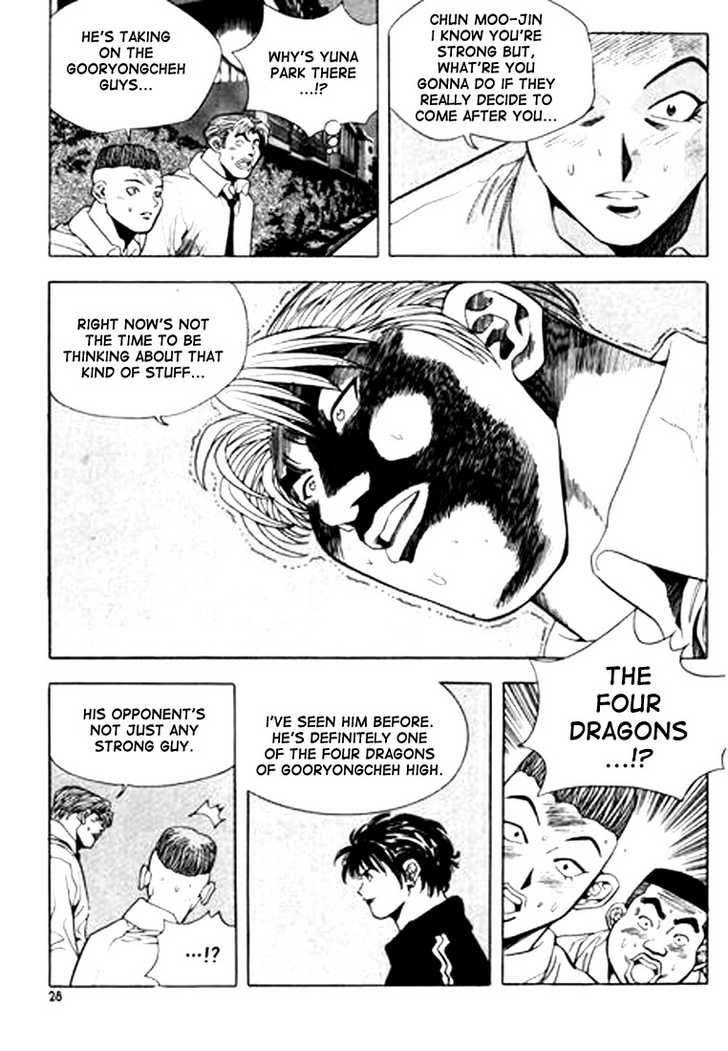 HE'S TAKING
ON THE
GOORYONGCHEH
GUYS...
WHY'S YUNA
PARK THERE
...!?
CHUN MOO-JIN
I KNOW YOU'RE
STRONG BUT,
WHAT'RE YOU
GONNA DO IF THEY
REALLY DECIDE TO
COME AFTER YOU...
RIGHT NOW'S NOT
THE TIME TO BE
THINKING ABOUT THAT
KIND OF STUFF...
HIS OPPONENT'S
NOT JUST ANY
STRONG GUY.
...!?
I'VE SEEN HIM BEFORE.
HE'S DEFINITELY ONE
OF THE FOUR DRAGONS
OF GOORYONGCHEH HIGH.
THE
FOUR
DRAGONS
...!?
28